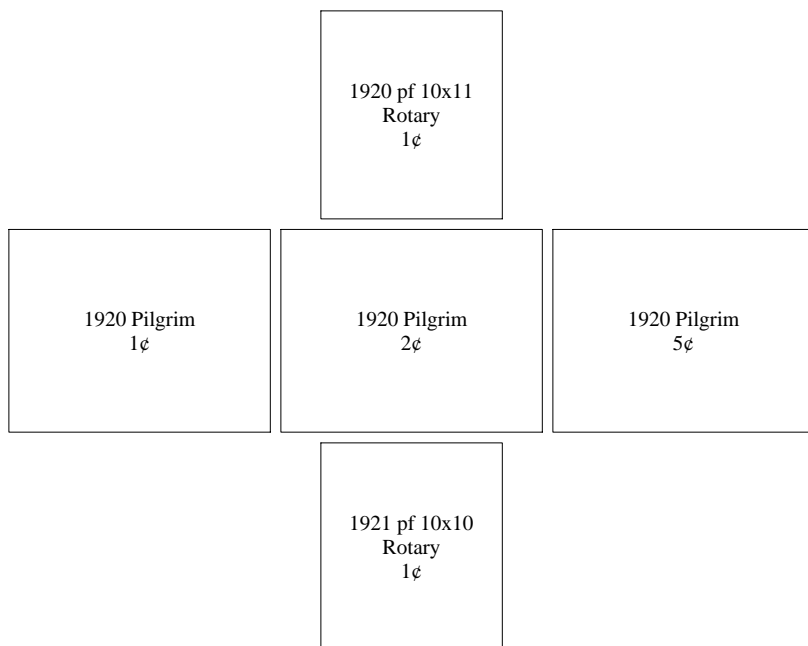 1920 pf 10x11
Rotary
1¢
1920 Pilgrim
1¢
1920 Pilgrim
2¢
1920 Pilgrim
5¢
1921 pf 10x10
Rotary
1¢